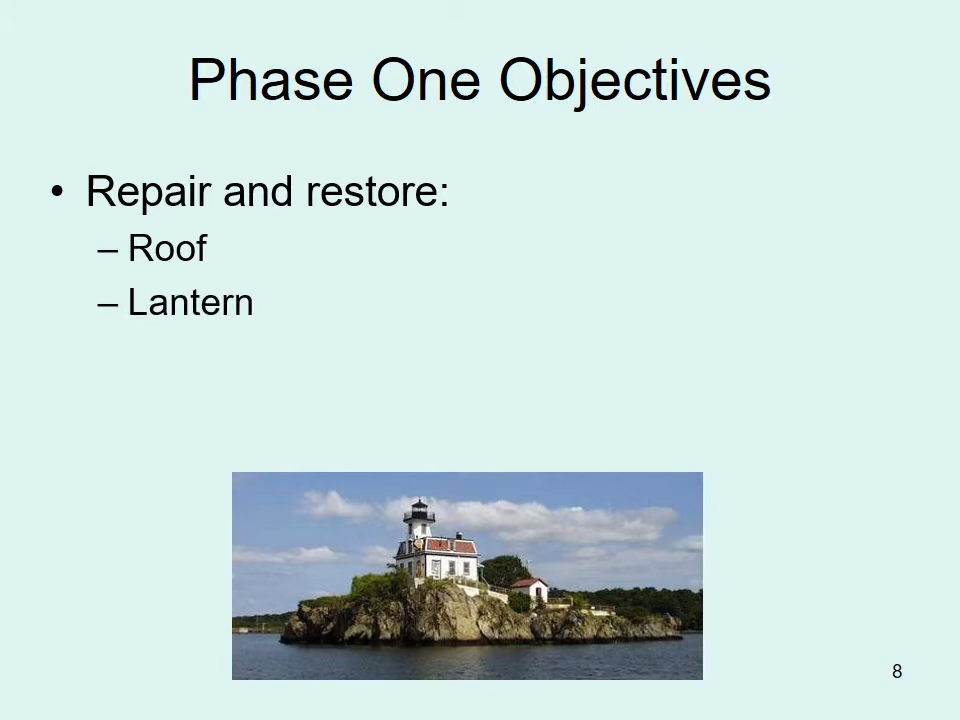 Phase One Objectives
• Repair and restore:
– Roof
– Lantern
8